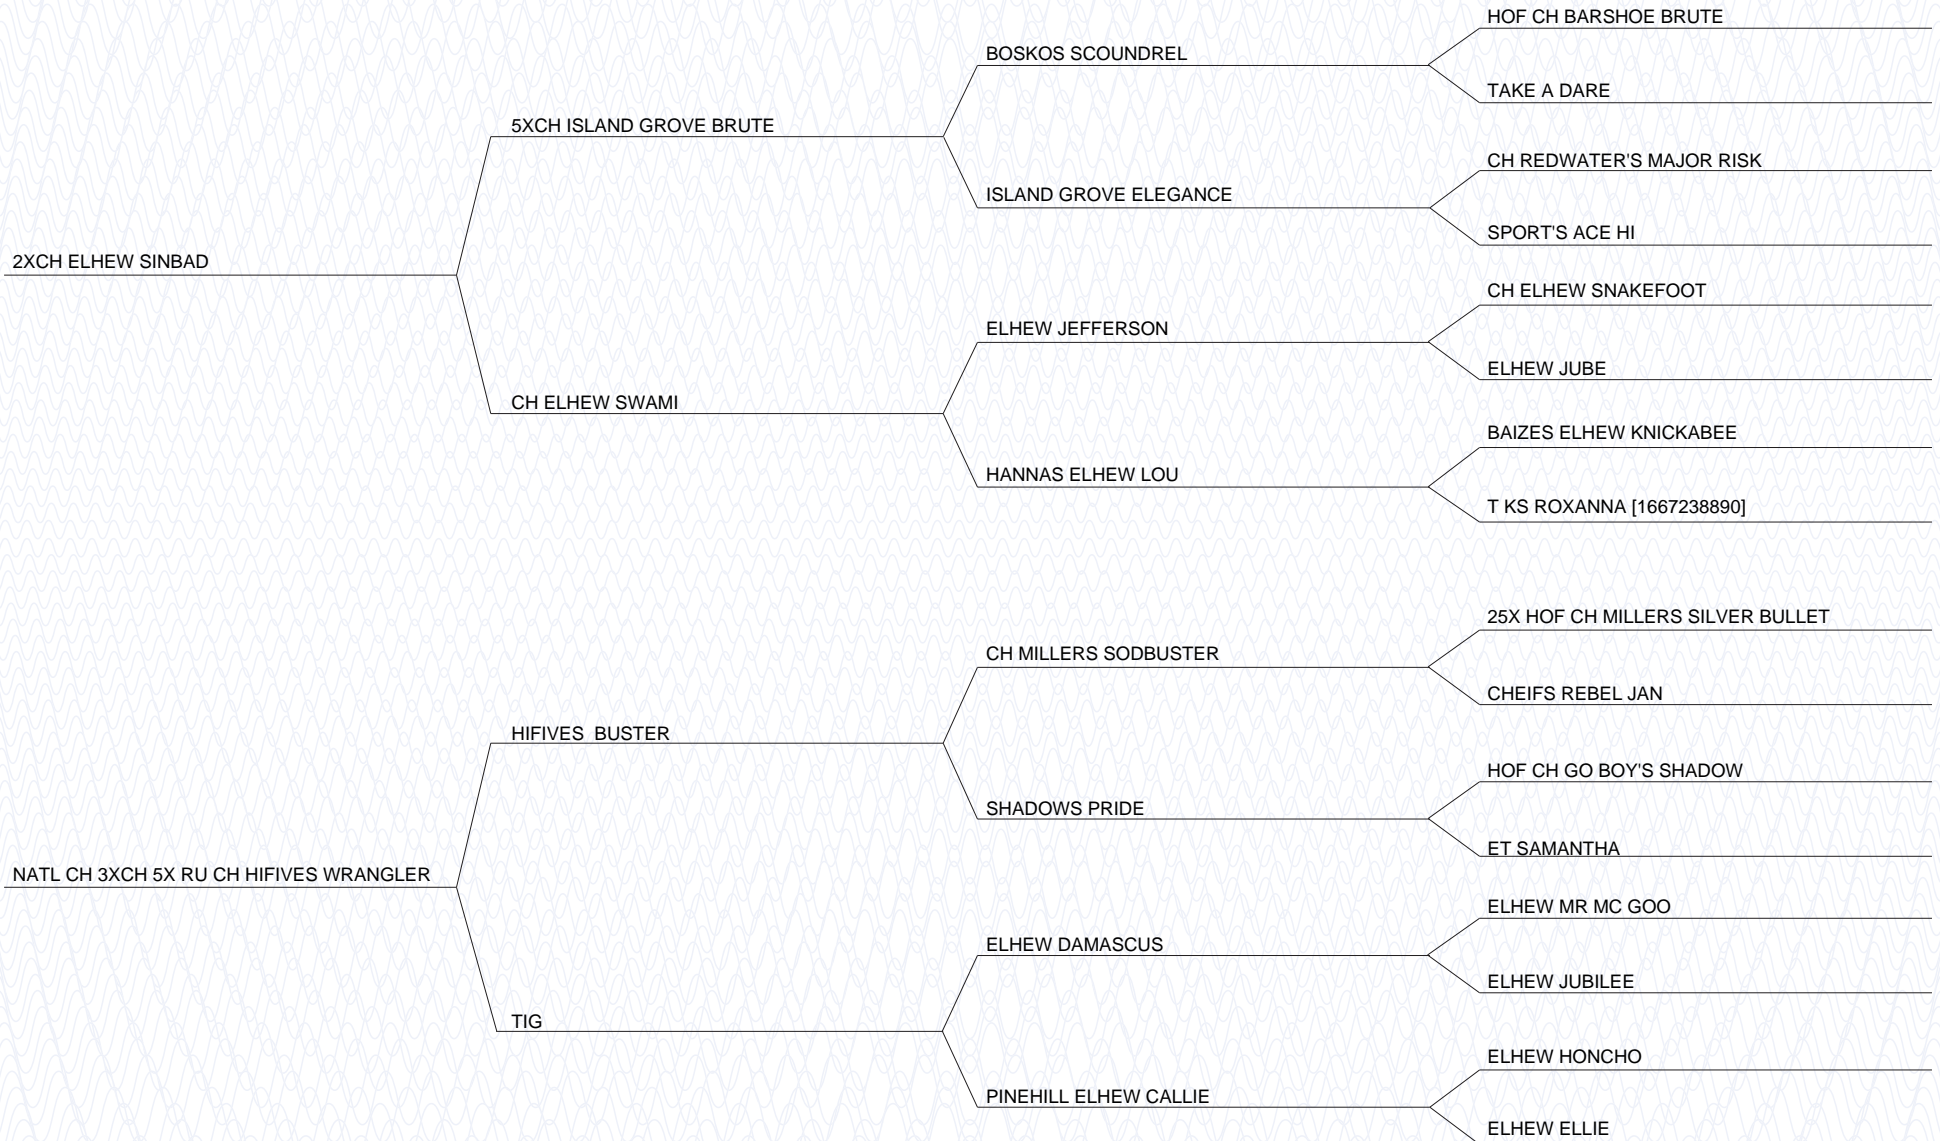 HOF CH BARSHOE BRUTE
BOSKOS SCOUNDREL
TAKE A DARE
5XCH ISLAND GROVE BRUTE
CH REDWATER'S MAJOR RISK
ISLAND GROVE ELEGANCE
SPORT'S ACE HI
2XCH ELHEW SINBAD
CH ELHEW SNAKEFOOT
ELHEW JEFFERSON
ELHEW JUBE
CH ELHEW SWAMI
BAIZES ELHEW KNICKABEE
HANNAS ELHEW LOU
T KS ROXANNA [1667238890]
25X HOF CH MILLERS SILVER BULLET
CH MILLERS SODBUSTER
CHEIFS REBEL JAN
HIFIVES  BUSTER
HOF CH GO BOY'S SHADOW
SHADOWS PRIDE
ET SAMANTHA
NATL CH 3XCH 5X RU CH HIFIVES WRANGLER
ELHEW MR MC GOO
ELHEW DAMASCUS
ELHEW JUBILEE
TIG
ELHEW HONCHO
PINEHILL ELHEW CALLIE
ELHEW ELLIE